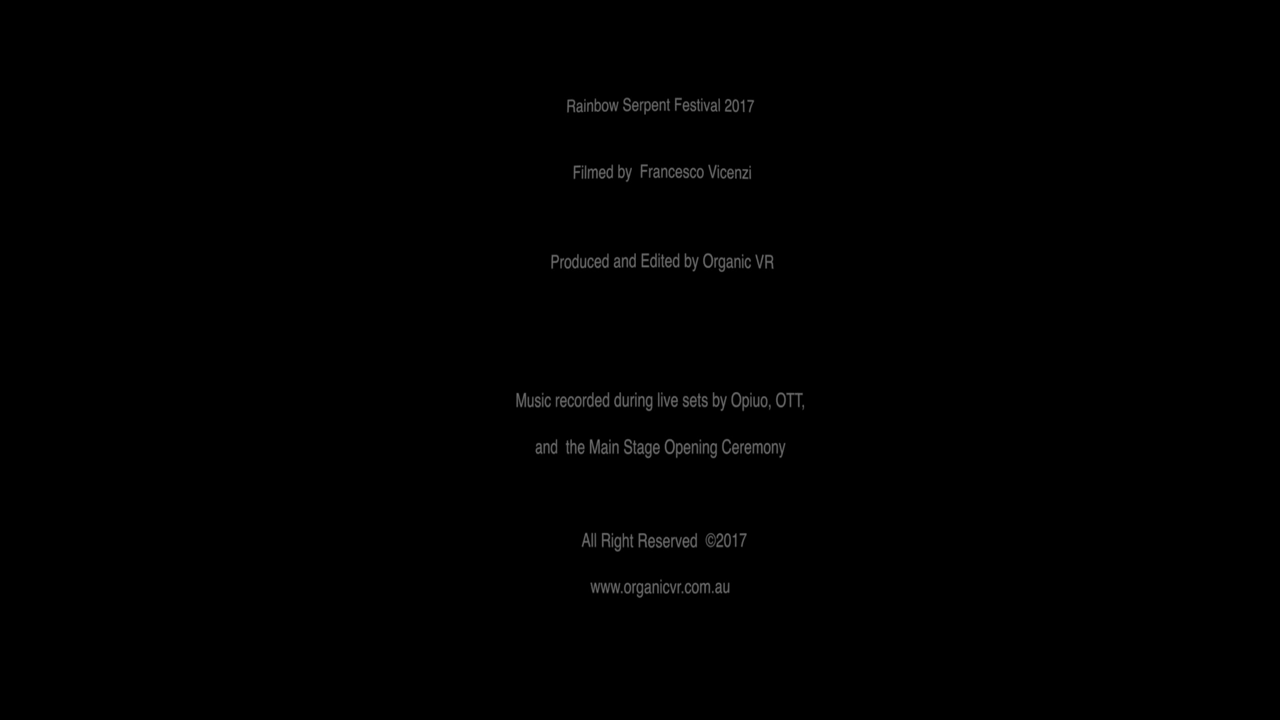 Rainbow Serpent Festival 2017
Filmed by  Francesco Vicenzi
Produced and Edited by Organic VR
Music recorded during live sets by Opiuo, OTT,
and  the Main Stage Opening Ceremony
All Right Reserved  ©2017
www.organicvr.com.au